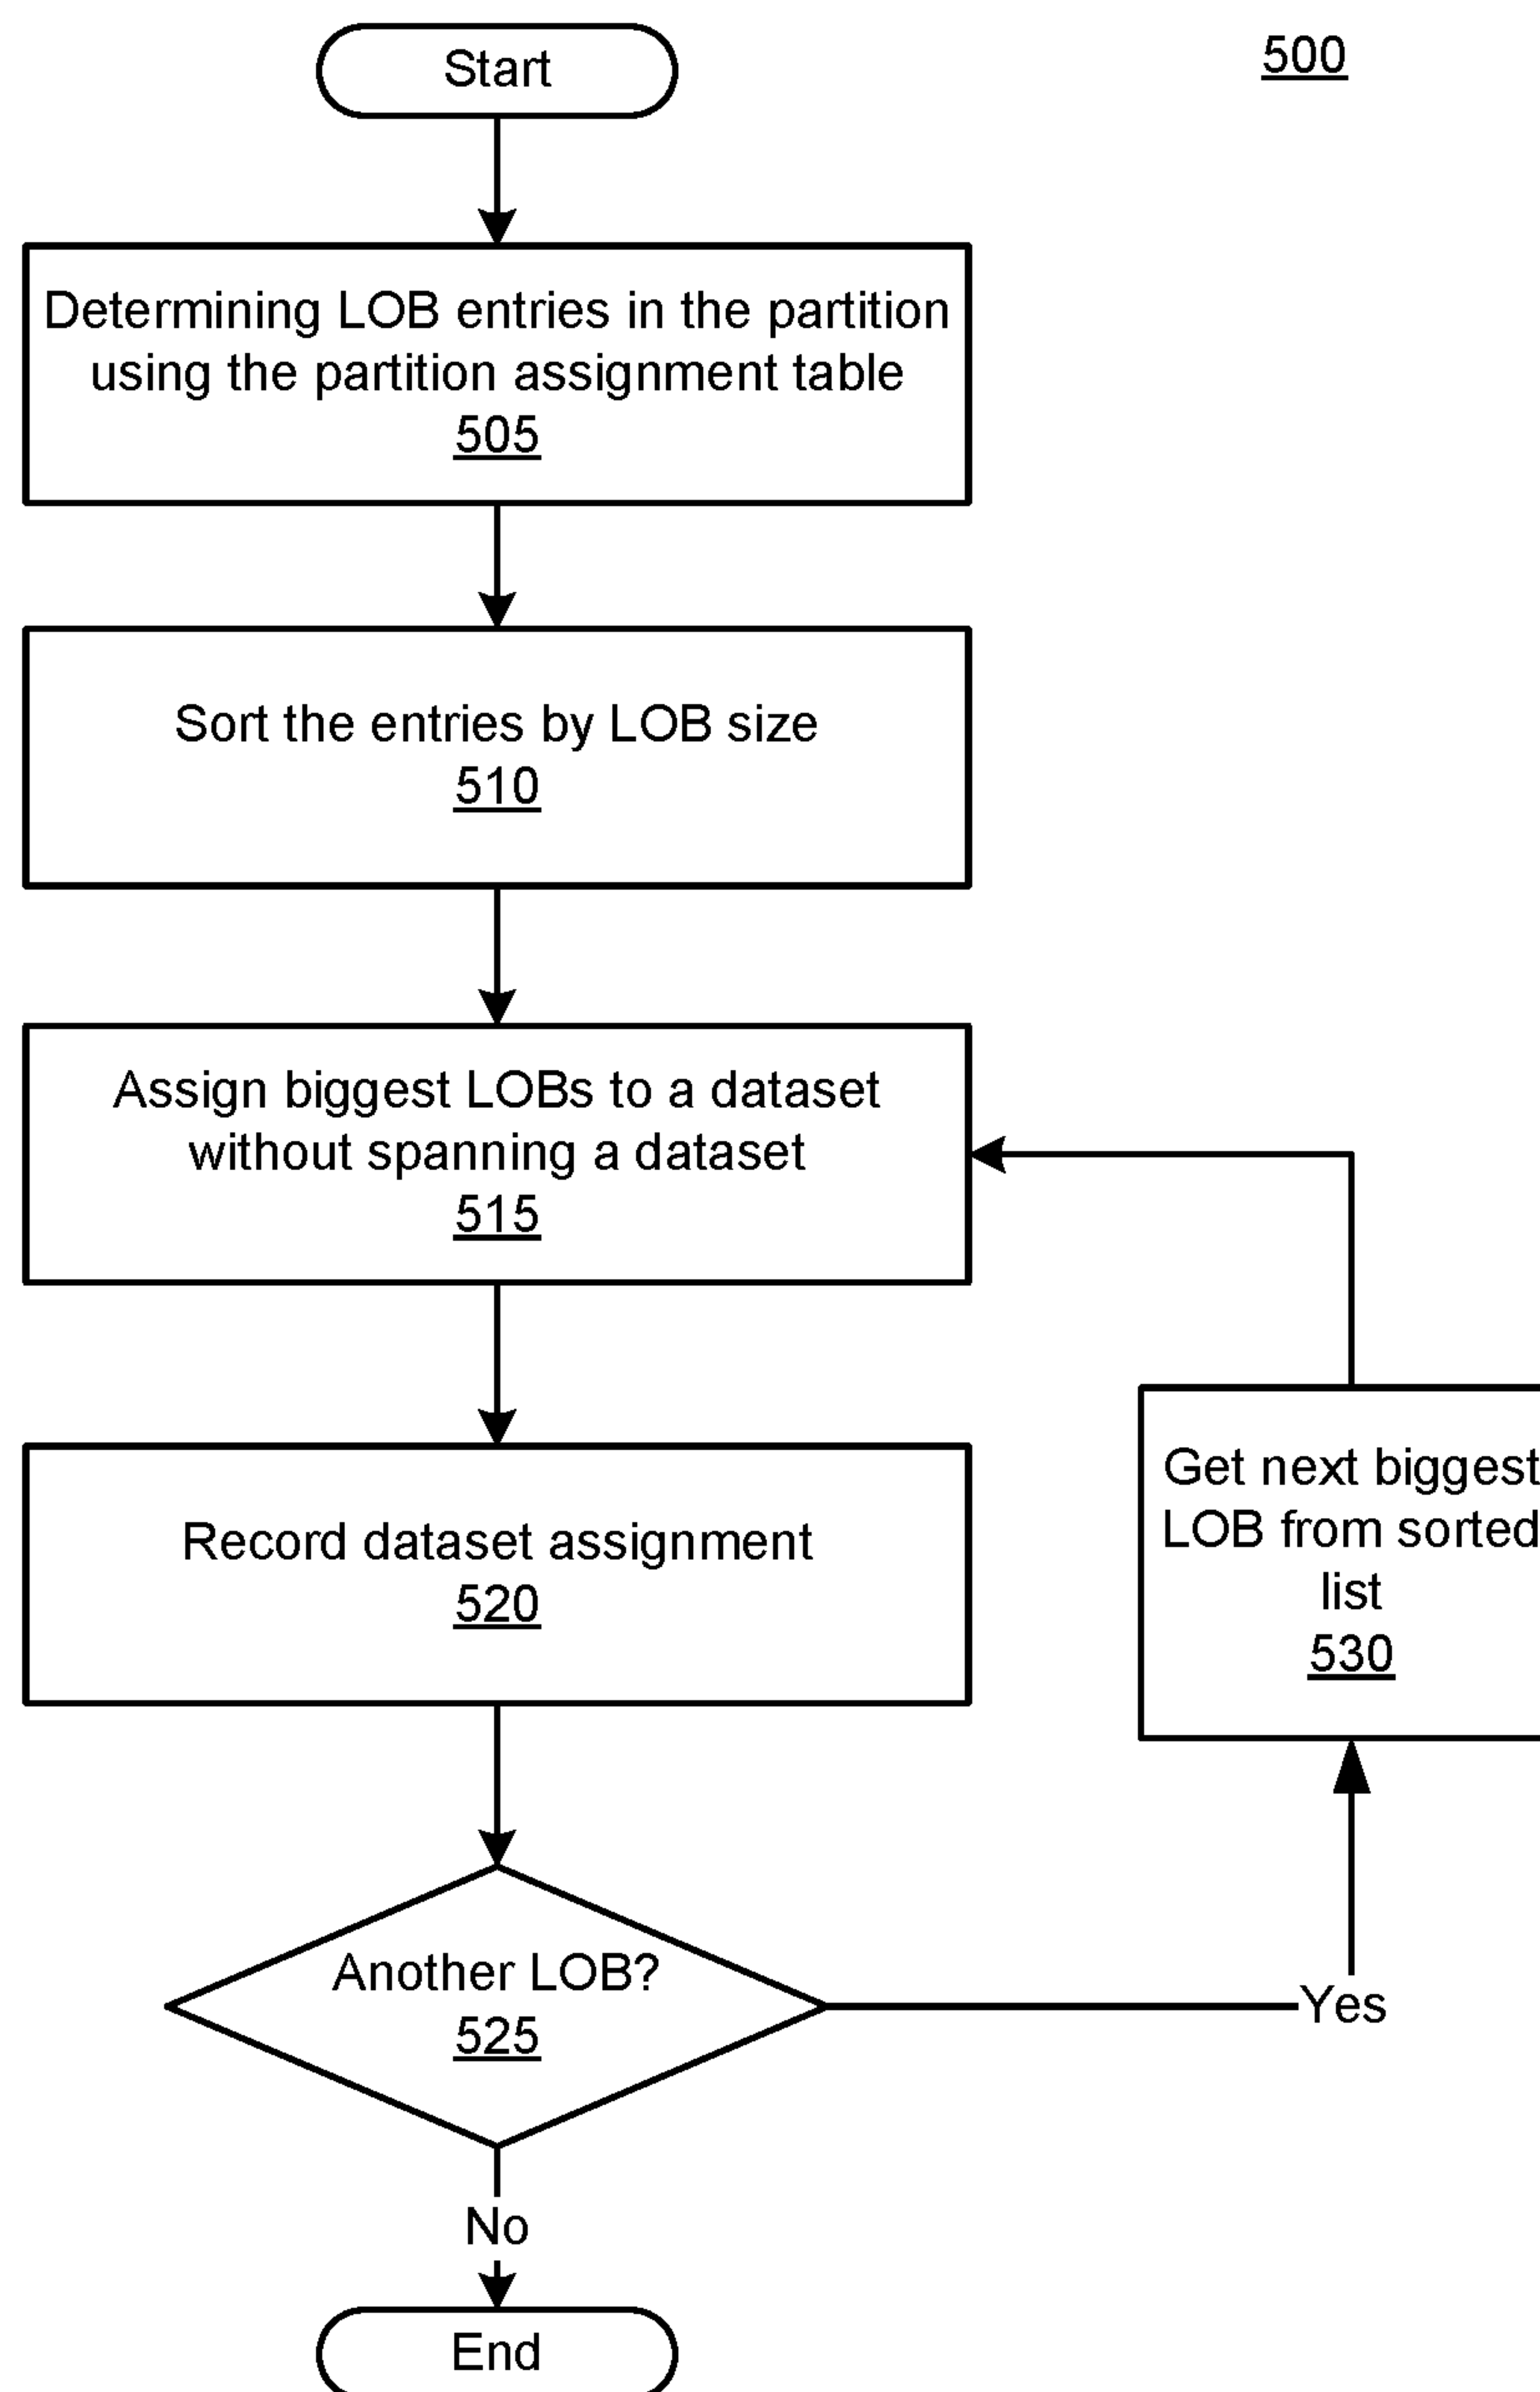 Start
500
Determining LOB entries in the partition
using the partition assignment table
505
Sort the entries by LOB size
510
Assign biggest LOBs to a dataset
without spanning a dataset
515
Record dataset assignment
520
Get next biggest
LOB from sorted
list
530
Another LOB?
525
Yes
No
End